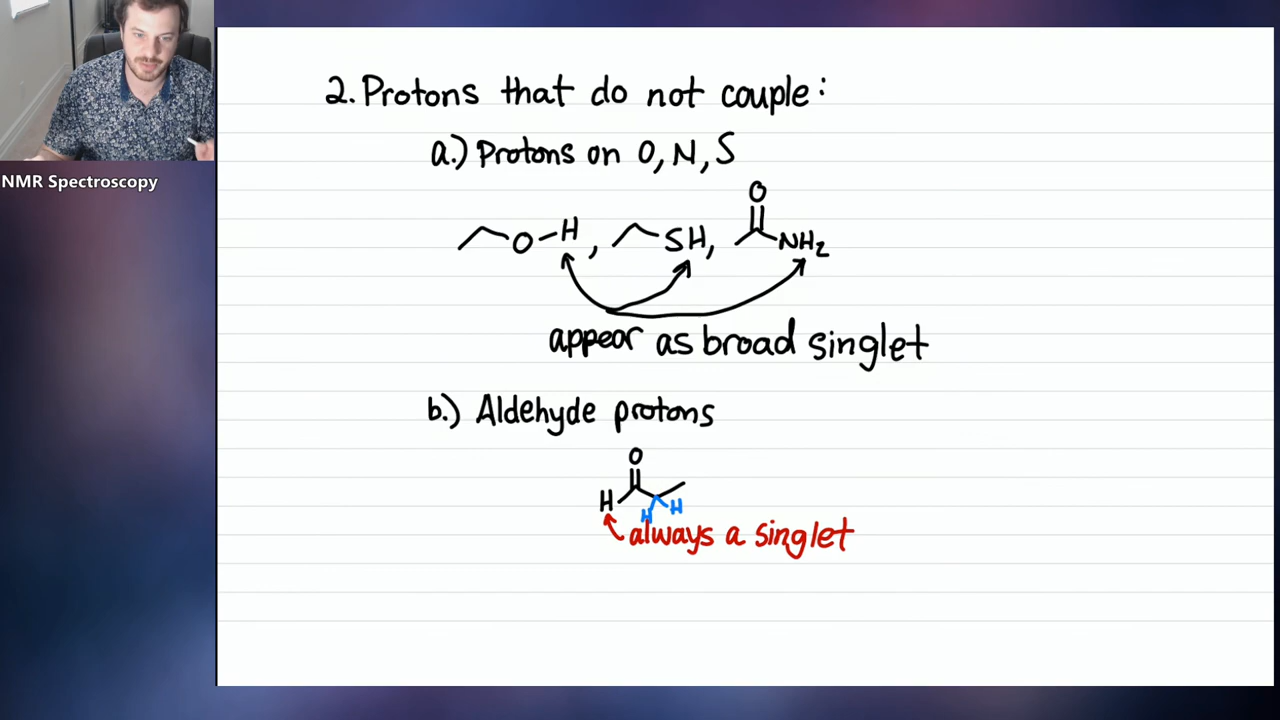 NMR Spectroscopy
2. Protons that do not couple:
a.) Protons on O, N, S
O
O-H, SH, NH2
appear as broad singlet
b.) Aldehyde protons
O
H H H
always a singlet